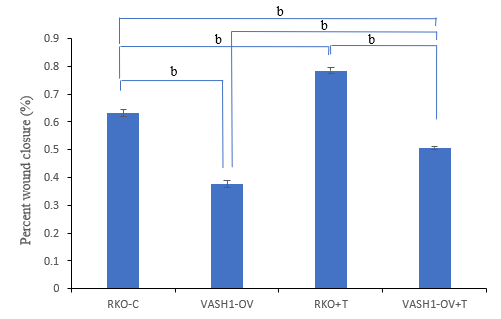 b
b
b
b
b
0.9
0.8
0.7
0.6
0.5
0.4
0.3
0.2
0.1
0
Percent wound closure (%)
RKO-C VASH1-OV RKO+T VASH1-OV+T